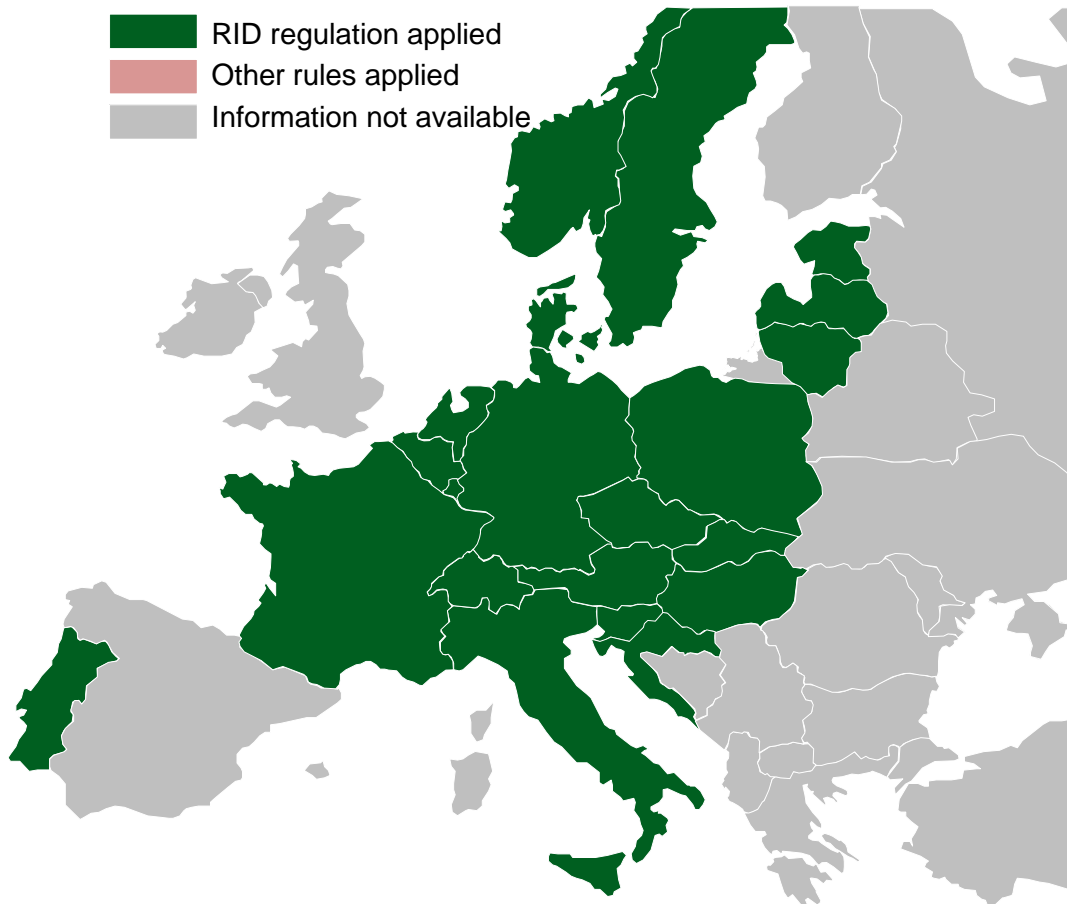 RID regulation applied
Other rules applied
Information not available